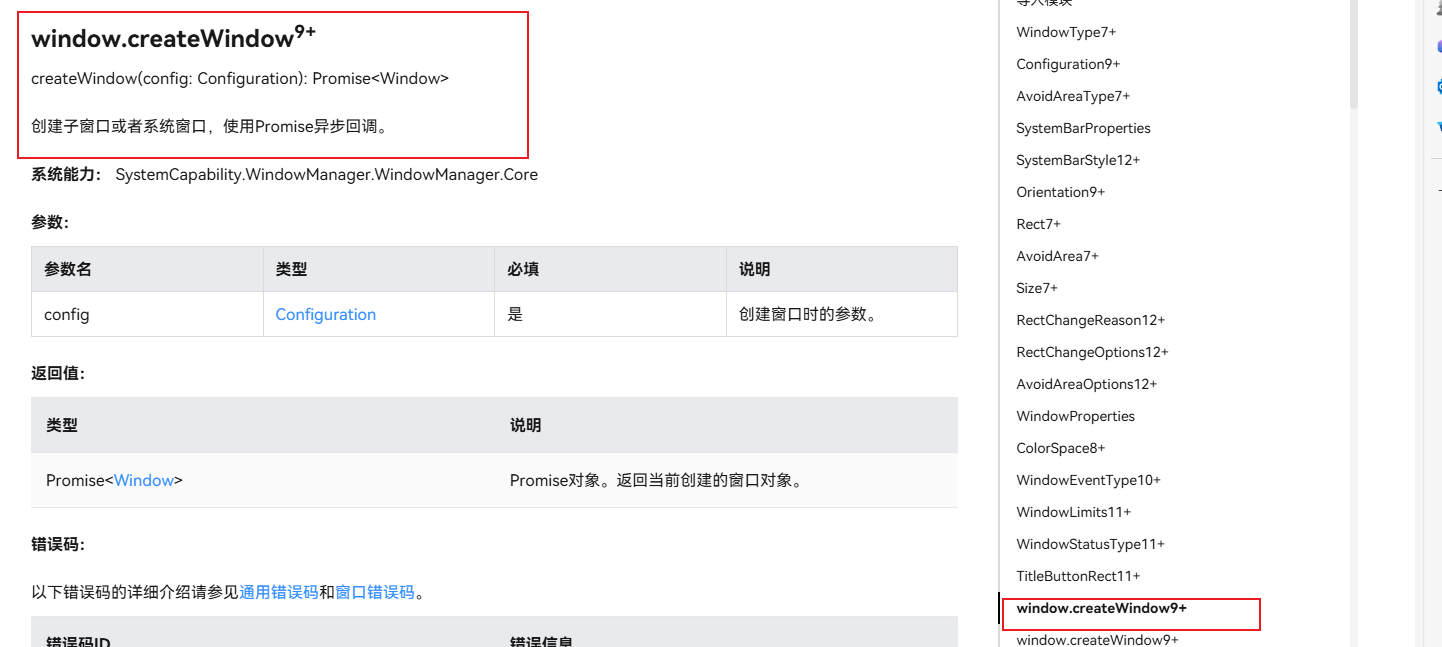 window.createWindow9+
createWindow(config: Configuration): Promise<Window>
创建子窗口或者系统窗口，使用Promise异步回调。
系统能力： SystemCapability.WindowManager.WindowManager.Core
参数：
参数名 类型 必填 说明
config Configuration 是 创建窗口时的参数。
返回值：
类型 说明
Promise<Window> Promise对象。返回当前创建的窗口对象。
错误码：
以下错误码的详细介绍请参见通用错误码和窗口错误码。
错误码ID 错误信息
导入模块
WindowType7+
Configuration9+
AvoidAreaType7+
SystemBarProperties
SystemBarStyle12+
Orientation9+
Rect7+
AvoidArea7+
Size7+
RectChangeReason12+
RectChangeOptions12+
AvoidAreaOptions12+
WindowProperties
ColorSpace8+
WindowEventType10+
WindowLimits11+
WindowStatusType11+
TitleButtonRect11+
window.createWindow9+
window.createWindow9+